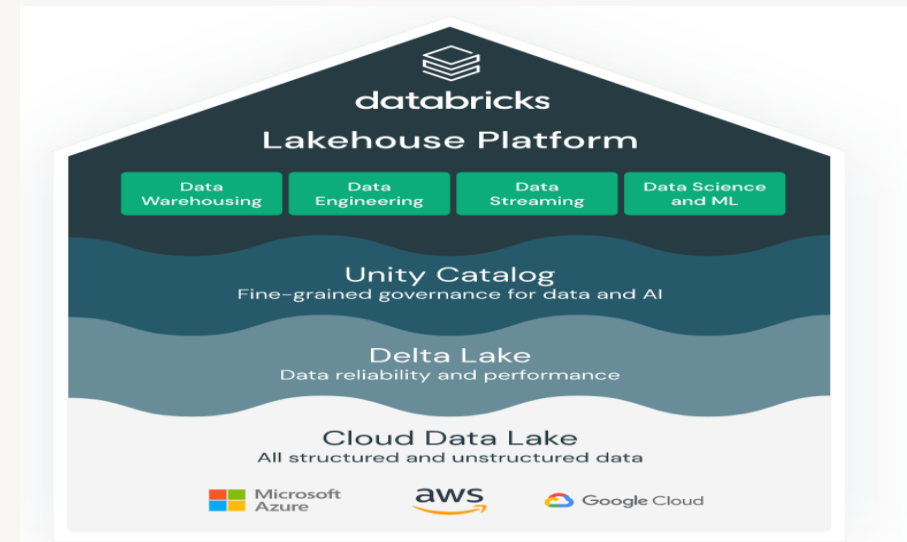 databricks
Lakehouse Platform
Data
Warehousing
Data
Engineering
Data
Streaming
Data Science
and ML
Unity Catalog
Fine-grained governance for data and AI
Delta Lake
Data reliability and performance
Cloud Data Lake
All structured and unstructured data
Microsoft
Azure
aws
Google Cloud